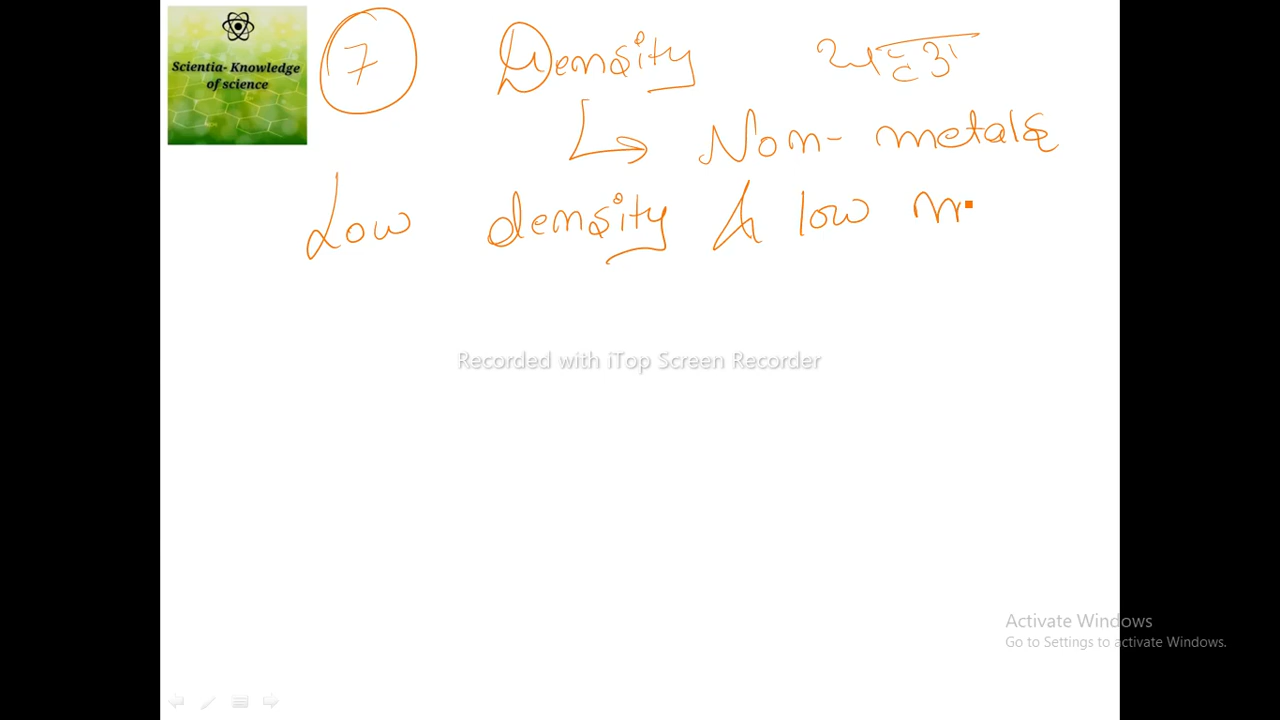 Scientia- Knowledge
of science
7 Density
Non- metals
Low density & low m
Recorded with iTop Screen Recorder
Activate Windows
Go to Settings to activate Windows.